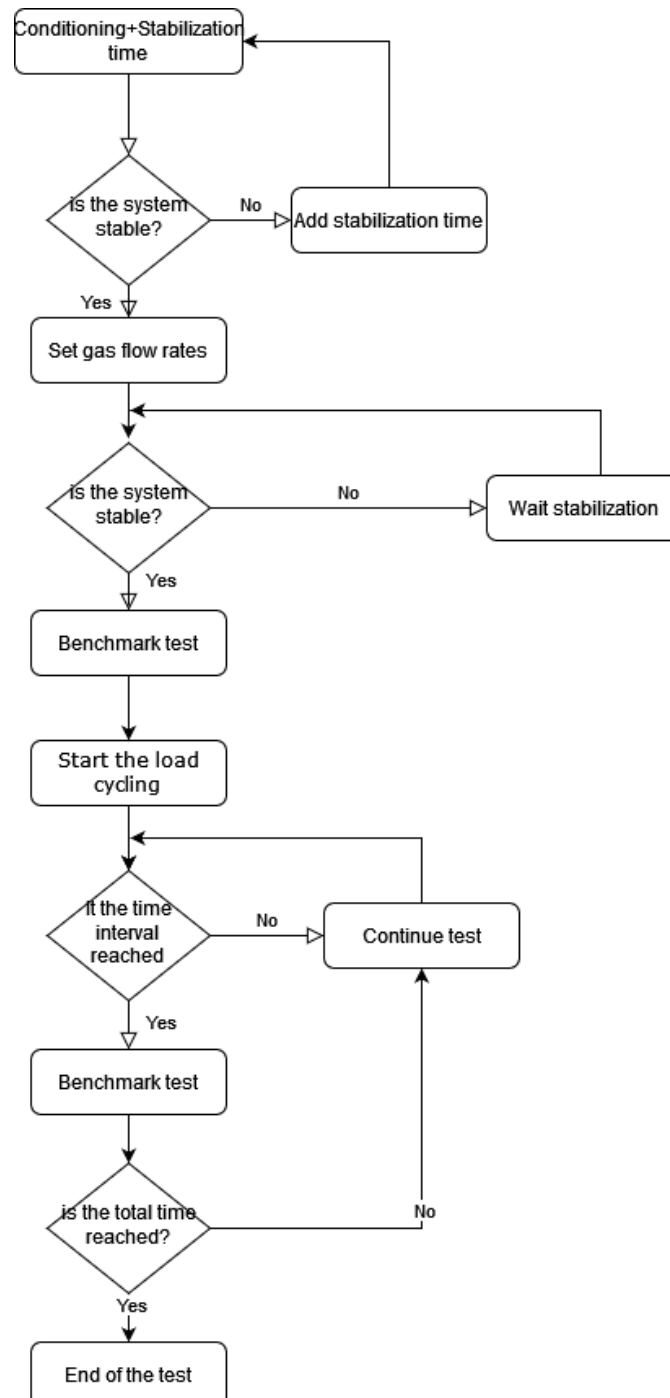 Conditioning+Stabilization
time
is the system
stable?
No
Add stabilization time
Yes
Set gas flow rates
is the system
stable?
No
Wait stabilization
Yes
Benchmark test
Start the load
cycling
It the time
interval
reached
No
Continue test
Yes
Benchmark test
is the total time
reached?
No
Yes
End of the test